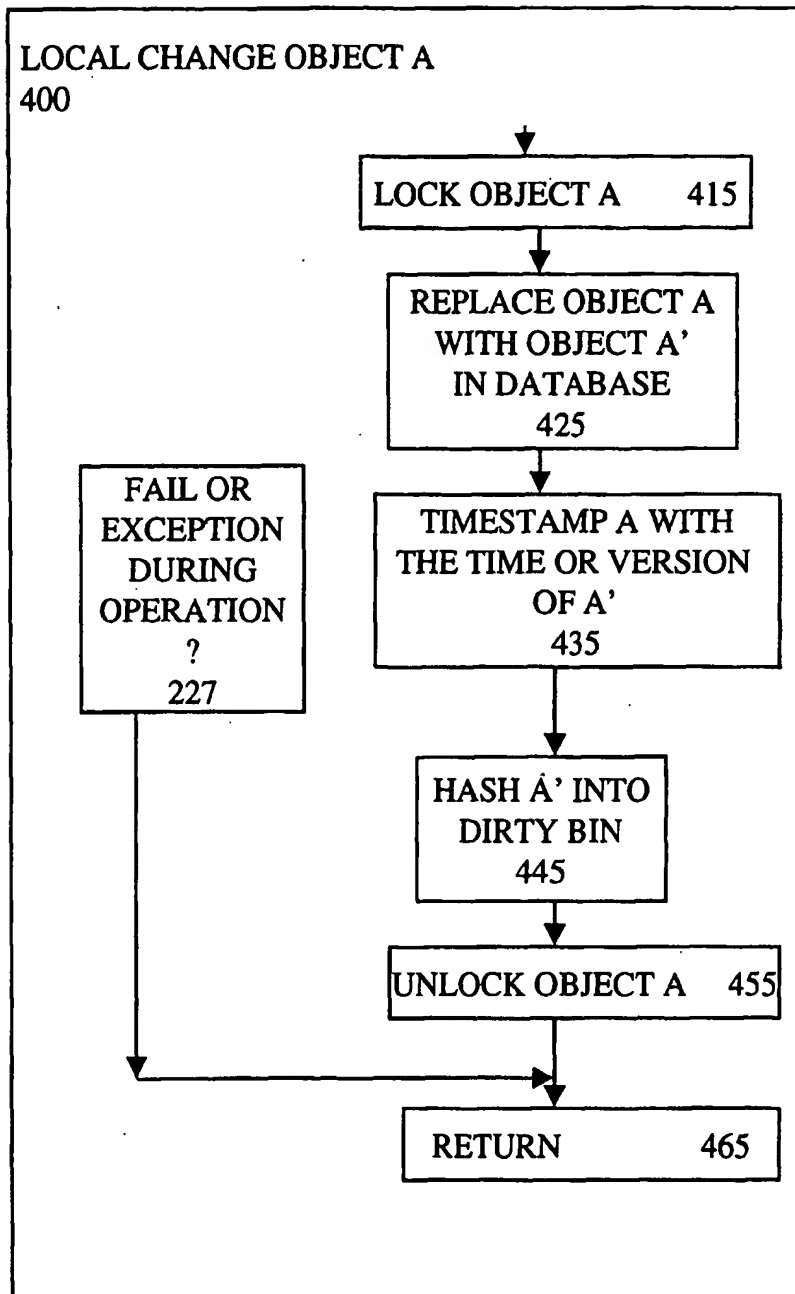 LOCAL CHANGE OBJECT A
400
LOCK OBJECT A 415
REPLACE OBJECT A
WITH OBJECT A'
IN DATABASE
425
FAIL OR
EXCEPTION
DURING
OPERATION
?
227
TIMESTAMP A WITH
THE TIME OR VERSION
OF A'
435
HASH A' INTO
DIRTY BIN
445
UNLOCK OBJECT A 455
RETURN 465